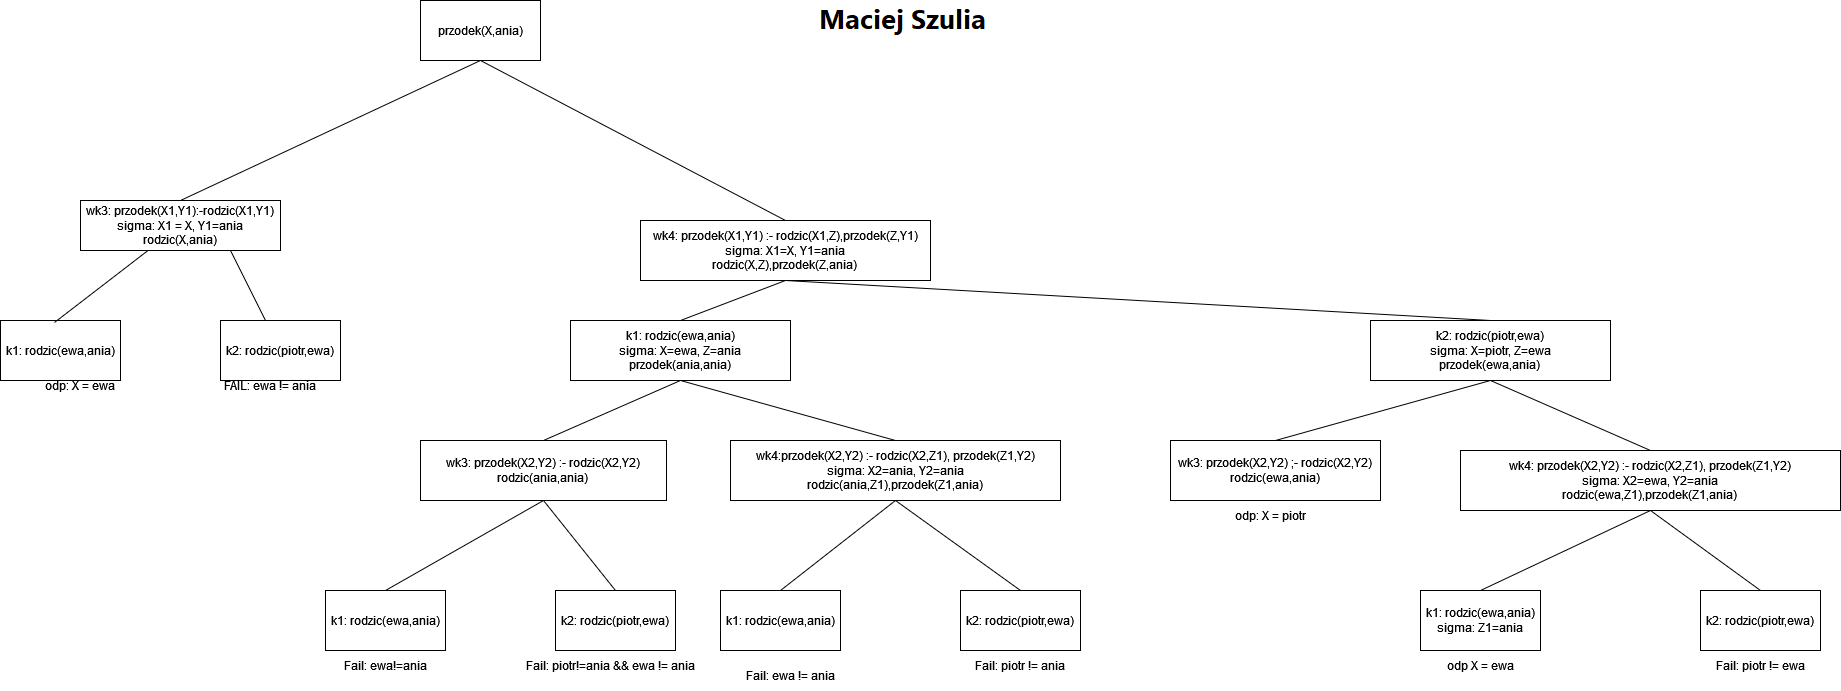 Maciej Szulia
przodek(X,ania)
wk3: przodek(X1,Y1):-rodzic(X1,Y1)
sigma: X1 = X, Y1=ania
rodzic(X,ania)
wk4: przodek(X1,Y1) :- rodzic(X1,Z),przodek(Z,Y1)
sigma: X1=X, Y1=ania
rodzic(X,Z),przodek(Z,ania)
k1: rodzic(ewa,ania)
odp: X = ewa
k2: rodzic(piotr,ewa)
FAIL: ewa != ania
k1: rodzic(ewa,ania)
sigma: X=ewa, Z=ania
przodek(ania,ania)
k2: rodzic(piotr,ewa)
sigma: X=piotr, Z=ewa
przodek(ewa,ania)
wk3: przodek(X2,Y2) :- rodzic(X2,Y2)
rodzic(ania,ania)
wk4:przodek(X2,Y2) :- rodzic(X2,Z1), przodek(Z1,Y2)
sigma: X2=ania, Y2=ania
rodzic(ania,Z1),przodek(Z1,ania)
wk3: przodek(X2,Y2) ;- rodzic(X2,Y2)
rodzic(ewa,ania)
odp: X = piotr
wk4: przodek(X2,Y2) :- rodzic(X2,Z1), przodek(Z1,Y2)
sigma: X2=ewa, Y2=ania
rodzic(ewa,Z1),przodek(Z1,ania)
k1: rodzic(ewa,ania)
Fail: ewa!=ania
k2: rodzic(piotr,ewa)
Fail: piotr!=ania && ewa != ania
k1: rodzic(ewa,ania)
Fail: ewa != ania
k2: rodzic(piotr,ewa)
Fail: piotr != ania
k1: rodzic(ewa,ania)
sigma: Z1=ania
odp X = ewa
k2: rodzic(piotr,ewa)
Fail: piotr != ewa